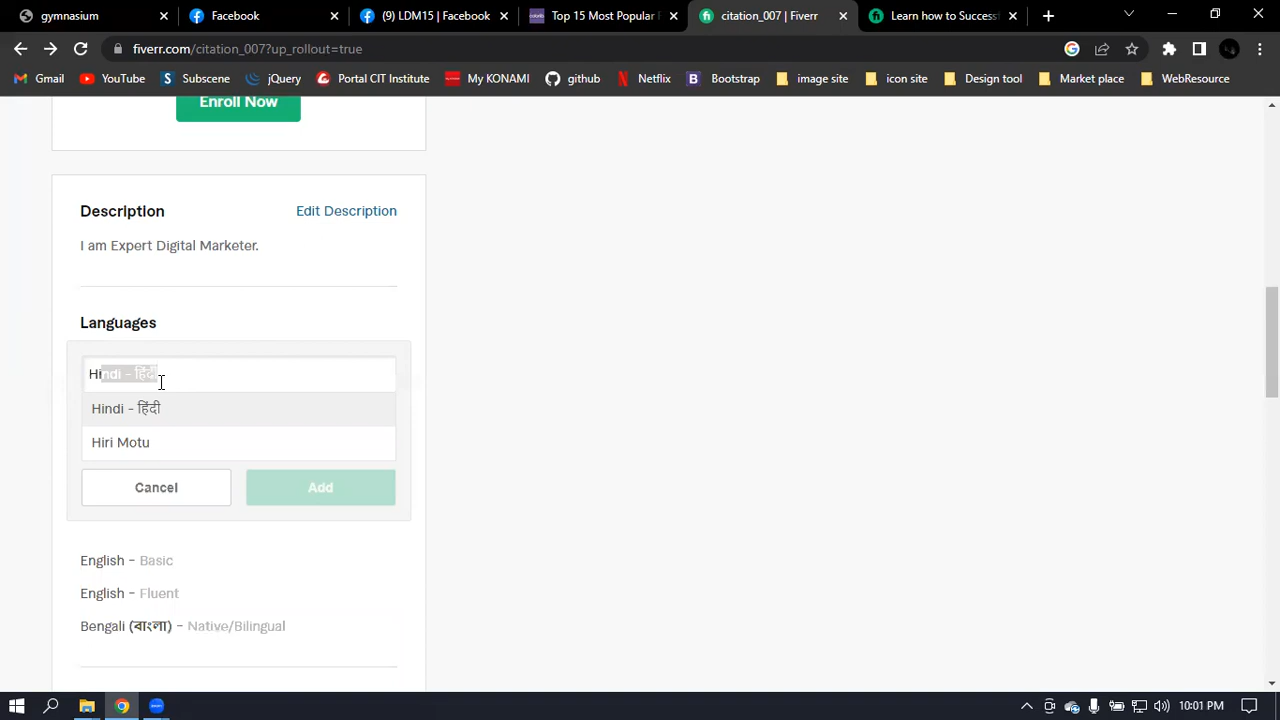 gymnasium
Facebook
(9) LDM15 | Facebook
Top 15 Most Popular
citation_007 | Fiverr
Learn how to Success
fiverr.com/citation_007?up_rollout=true
Gmail
YouTube
Subscene
jQuery
Portal CIT Institute
My KONAMI
github
Netflix
Bootstrap
image site
icon site
Design tool
Market place
WebResource
Enroll Now
Description
Edit Description
I am Expert Digital Marketer.
Languages
Hindi - हिंदी
Hindi - हिंदी
Hiri Motu
Cancel
Add
English - Basic
English - Fluent
Bengali (বাংলা) - Native/Bilingual
10:01 PM